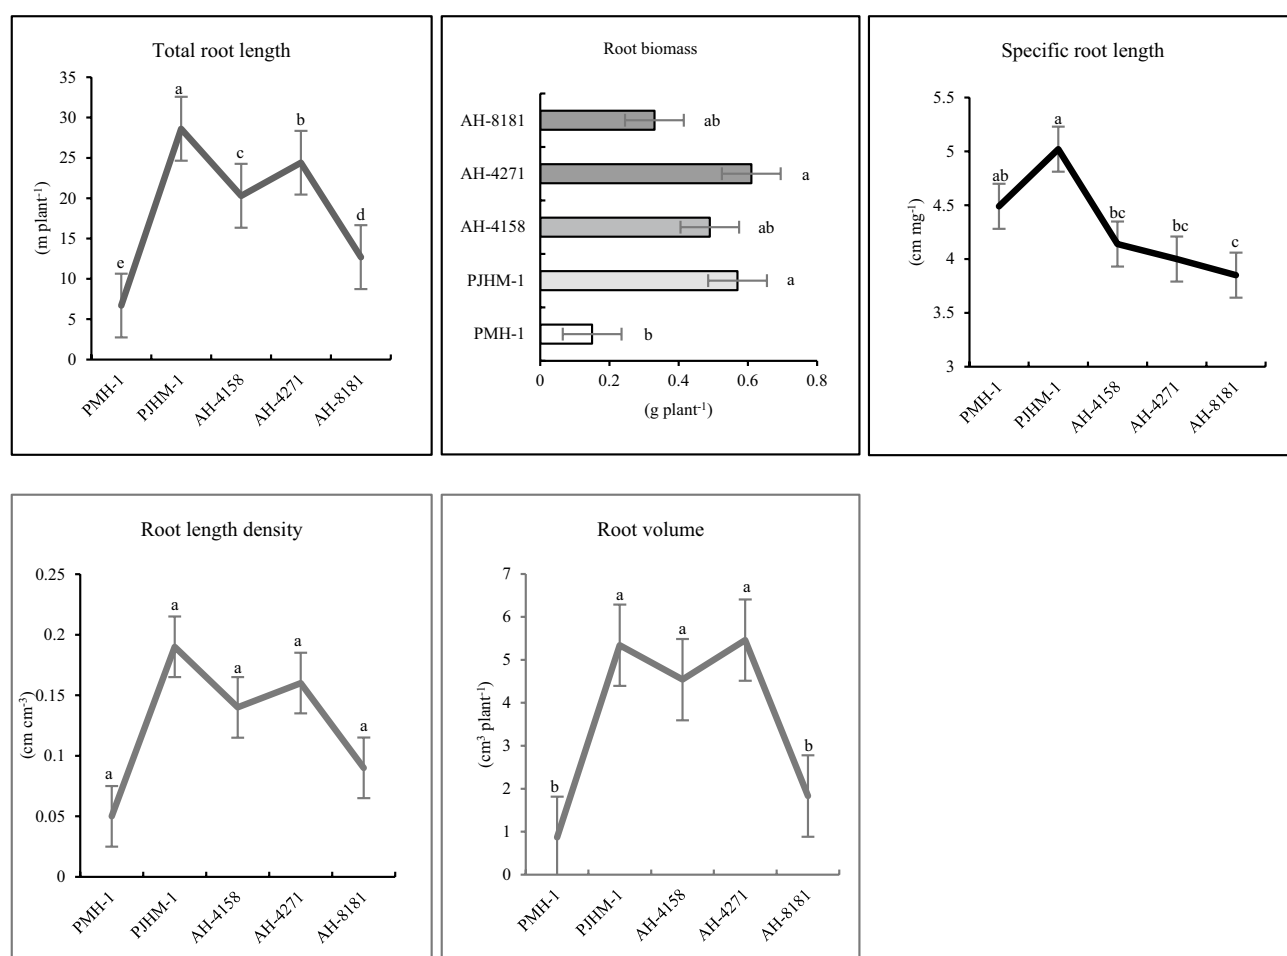 Total root length
35
30
25
20
15
10
5
0
(m plant-1)
e
a
c
b
d
PMH-1
PJHM-1
AH-4158
AH-4271
AH-8181
Root biomass
AH-8181
ab
AH-4271
a
AH-4158
ab
PJHM-1
a
PMH-1
b
0 0.2 0.4 0.6 0.8
(g plant-1)
Specific root length
5.5
5
4.5
4
3.5
3
(cm mg-1)
ab
a
bc
bc
c
PMH-1
PJHM-1
AH-4158
AH-4271
AH-8181
Root length density
0.25
0.2
0.15
0.1
0.05
0
(cm cm-3)
a
a
a
a
a
PMH-1
PJHM-1
AH-4158
AH-4271
AH-8181
Root volume
7
6
5
4
3
2
1
0
(cm3 plant-1)
b
a
a
a
b
PMH-1
PJHM-1
AH-4158
AH-4271
AH-8181